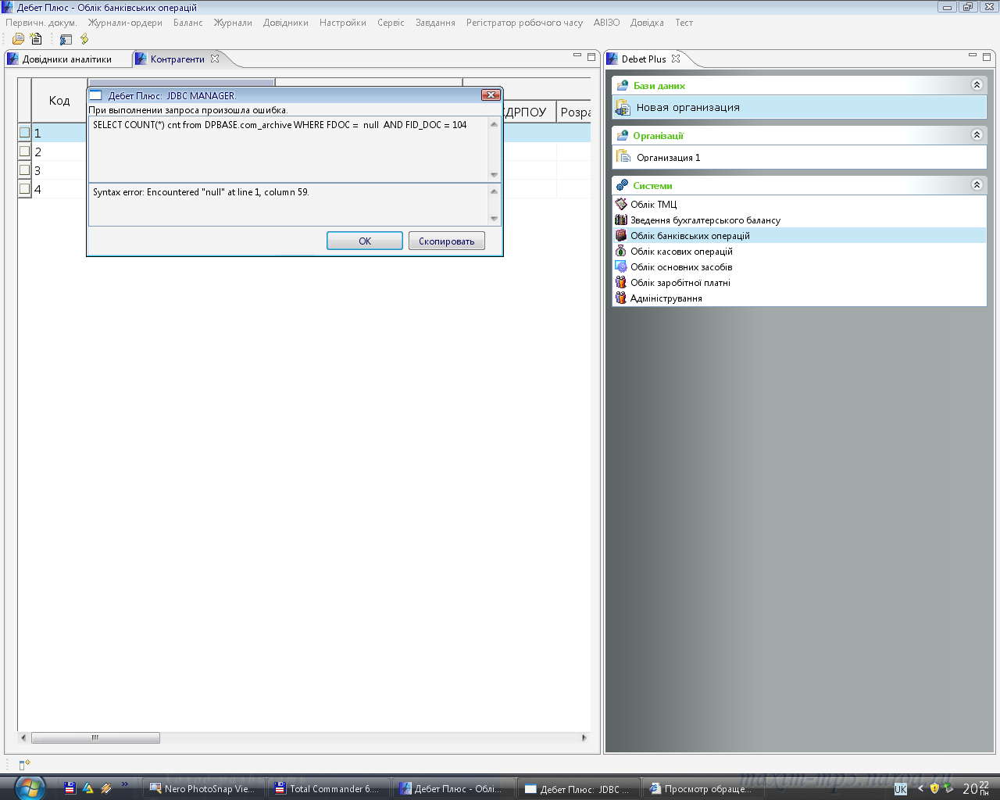 Дебет Плюс - Облік банківських операцій
Первичн. докум. Журнали-ордери Баланс Журнали Довідники Настройки Сервіс Завдання Регістратор робочого часу АВІЗО Довідка Тест
Довідники аналітики
Контрагенти
Debet Plus
Код
ДРПОУ
Розра
1
2
3
4
Дебет Плюс: JDBC MANAGER.
При выполнении запроса произошла ошибка.
SELECT COUNT(*) cnt from DPBASE.com_archive WHERE FDOC = null AND FID_DOC = 104
Syntax error: Encountered "null" at line 1, column 59.
OK
Скопировать
Бази даних
Новая организация
Організації
Организация 1
Системи
Облік ТМЦ
Зведення бухгалтерського балансу
Облік банківських операцій
Облік касових операцій
Облік основних засобів
Облік заробітної платні
Адміністрування
Nero PhotoSnap Vie...
Total Commander 6....
Дебет Плюс - Облі...
Дебет Плюс: JDBC ...
Просмотр обраще...
UK
20 22
Пн